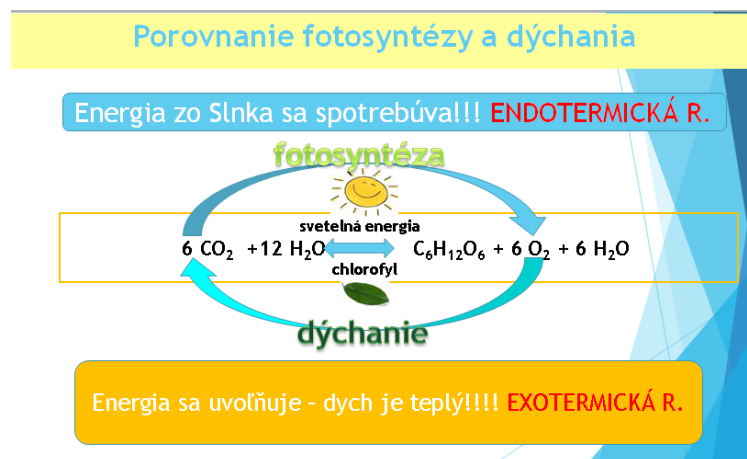 Porovnanie fotosyntézy a dýchania
Energia zo Slnka sa spotrebúva!!! ENDOTERMICKÁ R.
fotosyntéza
svetelná energia
6 CO₂ +12 H₂O C₆H₁₂O₆ + 6 O₂ + 6 H₂O
chlorofyl
dýchanie
Energia sa uvoľňuje - dych je teplý!!!! EXOTERMICKÁ R.